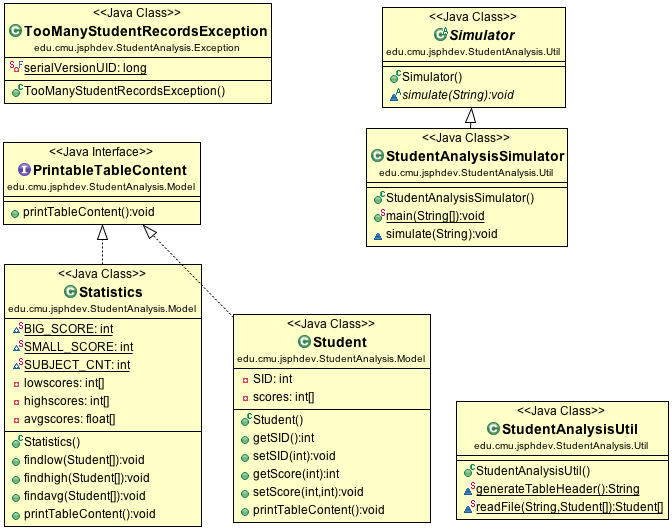 <<Java Class>>
TooManyStudentRecordsException
edu.cmu.jsphdev.StudentAnalysis.Exception
serialVersionUID: long
TooManyStudentRecordsException()
<<Java Class>>
Simulator
edu.cmu.jsphdev.StudentAnalysis.Util
Simulator()
simulate(String):void
<<Java Interface>>
PrintableTableContent
edu.cmu.jsphdev.StudentAnalysis.Model
printTableContent():void
<<Java Class>>
StudentAnalysisSimulator
edu.cmu.jsphdev.StudentAnalysis.Util
StudentAnalysisSimulator()
main(String[]):void
simulate(String):void
<<Java Class>>
Statistics
edu.cmu.jsphdev.StudentAnalysis.Model
BIG_SCORE: int
SMALL_SCORE: int
SUBJECT_CNT: int
lowscores: int[]
highscores: int[]
avgscores: float[]
Statistics()
findlow(Student[]):void
findhigh(Student[]):void
findavg(Student[]):void
printTableContent():void
<<Java Class>>
Student
edu.cmu.jsphdev.StudentAnalysis.Model
SID: int
scores: int[]
Student()
getSID():int
setSID(int):void
getScore(int):int
setScore(int,int):void
printTableContent():void
<<Java Class>>
StudentAnalysisUtil
edu.cmu.jsphdev.StudentAnalysis.Util
StudentAnalysisUtil()
generateTableHeader():String
readFile(String,Student[]):Student[]